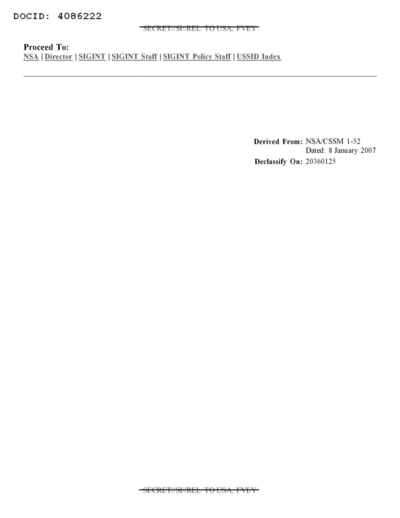 DOCID: 4086222
SECRET//SI//REL TO USA, FVEY
Proceed To:
NSA | Director | SIGINT | SIGINT Staff | SIGINT Policy Staff | USSID Index
Derived From: NSA/CSSM 1-52
Dated: 8 January 2007
Declassify On: 20360125
SECRET//SI//REL TO USA, FVEY